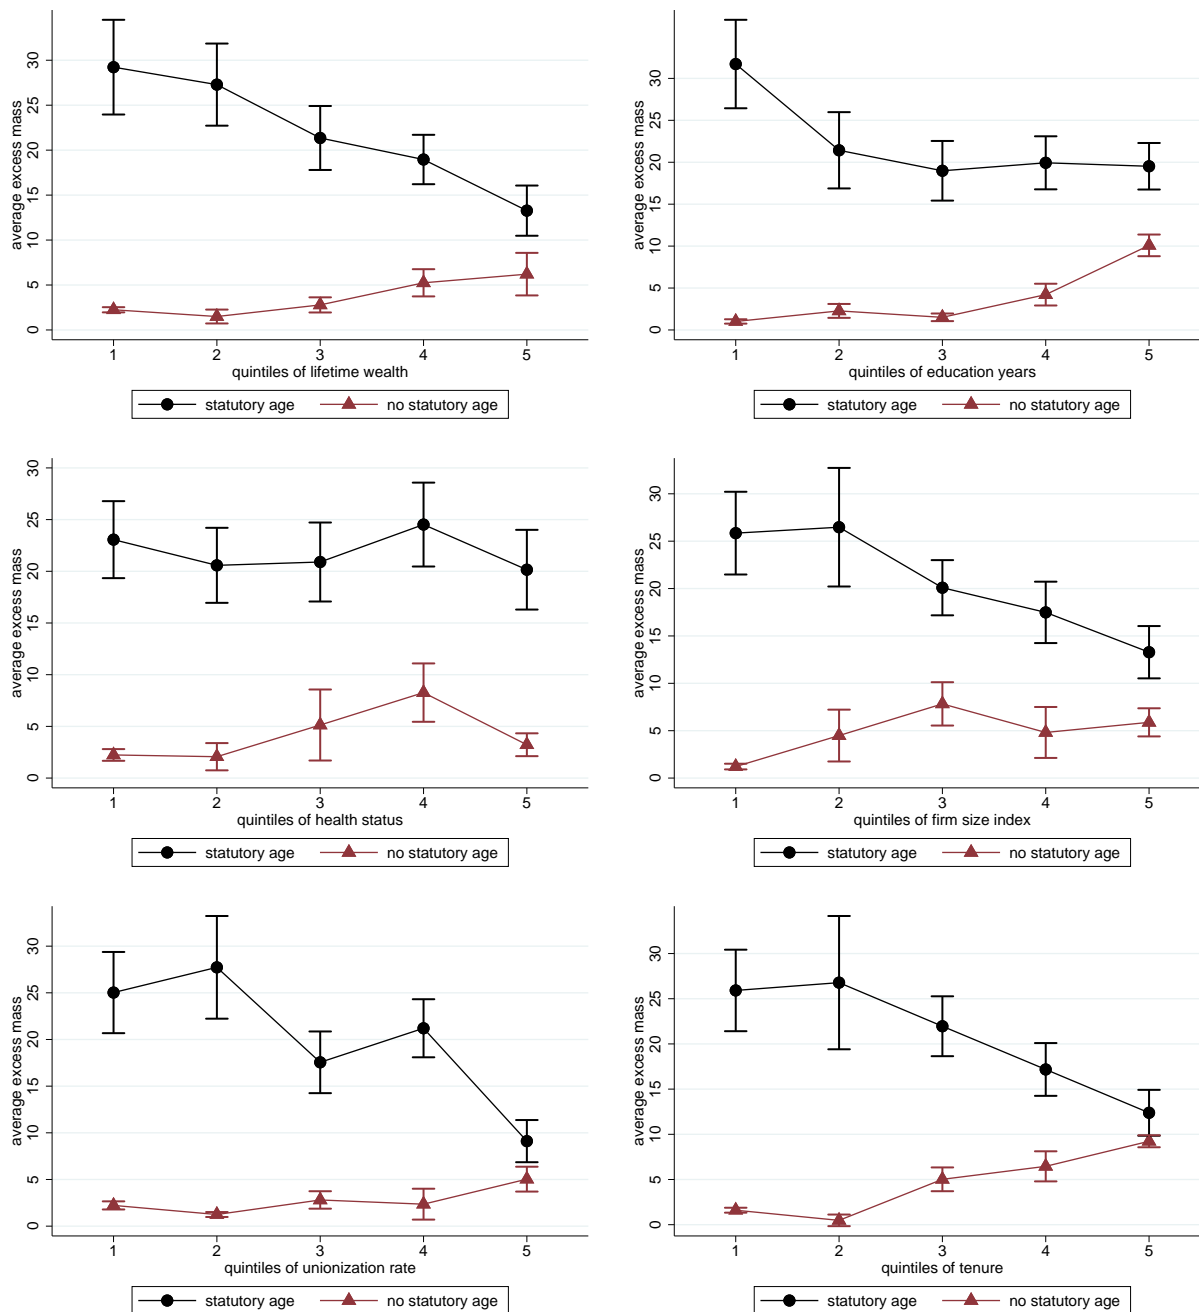 average excess mass
0 5 10 15 20 25 30
1 2 3 4 5
quintiles of lifetime wealth
statutory age no statutory age
average excess mass
0 5 10 15 20 25 30
1 2 3 4 5
quintiles of education years
statutory age no statutory age
average excess mass
0 5 10 15 20 25 30
1 2 3 4 5
quintiles of health status
statutory age no statutory age
average excess mass
0 5 10 15 20 25 30
1 2 3 4 5
quintiles of firm size index
statutory age no statutory age
average excess mass
0 5 10 15 20 25 30
1 2 3 4 5
quintiles of unionization rate
statutory age no statutory age
average excess mass
0 5 10 15 20 25 30
1 2 3 4 5
quintiles of tenure
statutory age no statutory age